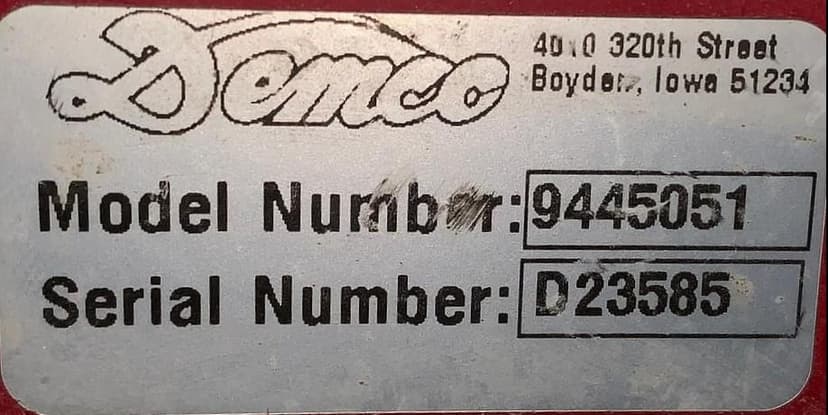 Demco
4010 320th Street
Boyden, Iowa 51234
Model Number: 9445051
Serial Number: D23585